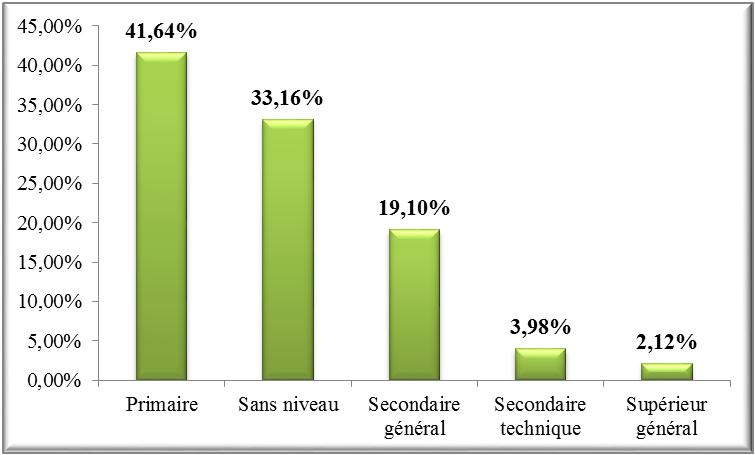 45,00%
40,00%
35,00%
30,00%
25,00%
20,00%
15,00%
10,00%
5,00%
0,00%
41,64%
33,16%
19,10%
3,98%
2,12%
Primaire
Sans niveau
Secondaire
général
Secondaire
technique
Supérieur
général